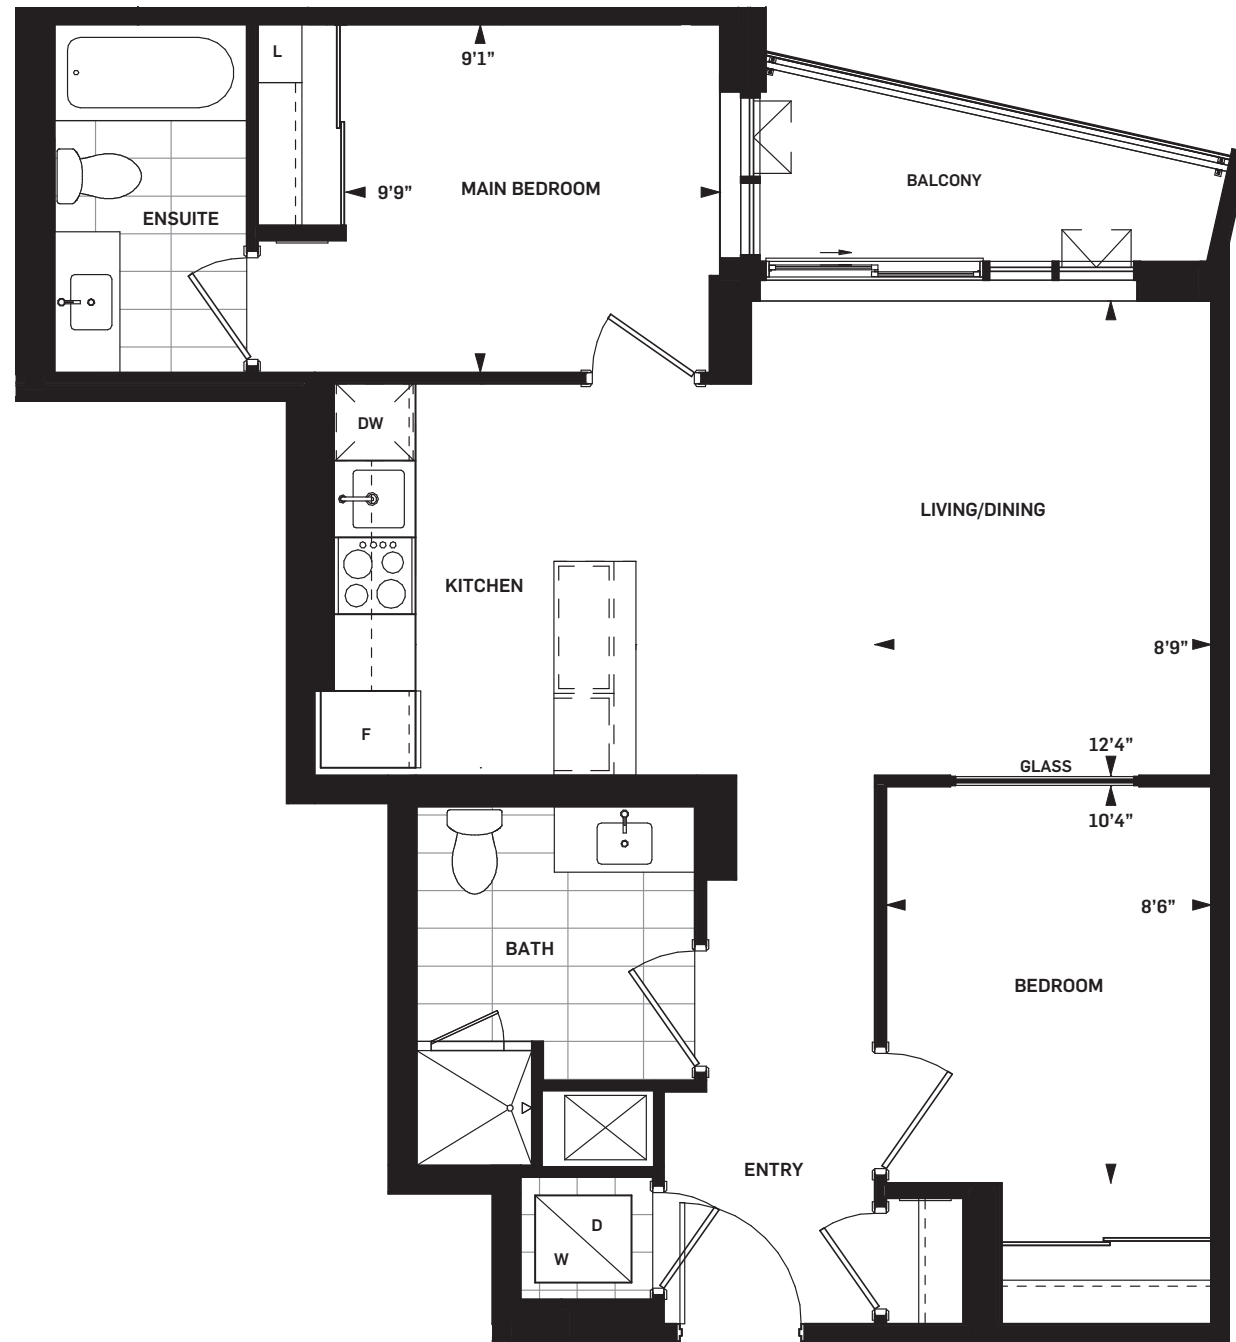 L
9'1"
MAIN BEDROOM
9'9"
BALCONY
ENSUITE
DW
LIVING/DINING
KITCHEN
8'9"
F
12'4"
GLASS
10'4"
8'6"
BATH
BEDROOM
ENTRY
D
W